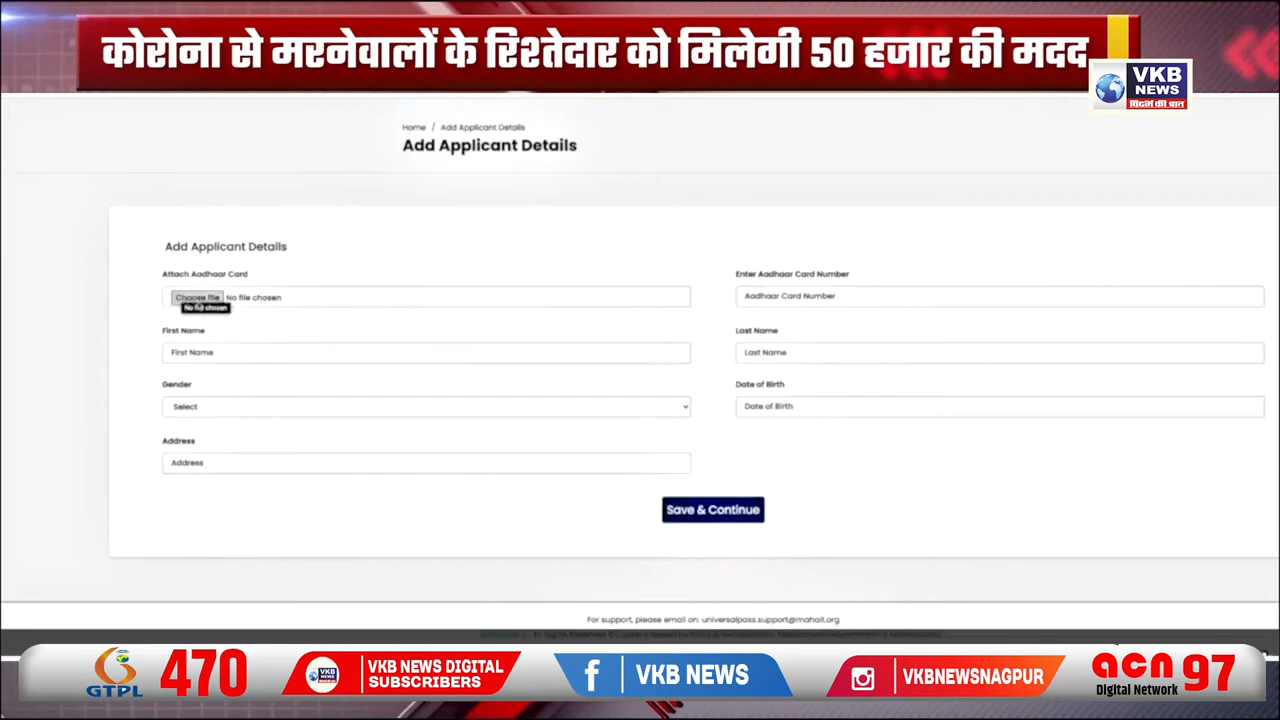 कोरोना से मरनेवालों के रिश्तेदार को मिलेगी 50 हजार की मदद
VKB
NEWS
विदर्भ की बात
Home / Add Applicant Details
Add Applicant Details
Add Applicant Details
Attach Aadhaar Card
Enter Aadhaar Card Number
Choose file No file chosen
Aadhaar Card Number
No file chosen
First Name
Last Name
First Name
Last Name
Gender
Date of Birth
Select
Date of Birth
Address
Address
Save & Continue
For support, please email on: universalpass.support@mahait.org
GTPL
470
VKB NEWS DIGITAL
SUBSCRIBERS
VKB NEWS
VKBNEWSNAGPUR
acn 97
Digital Network